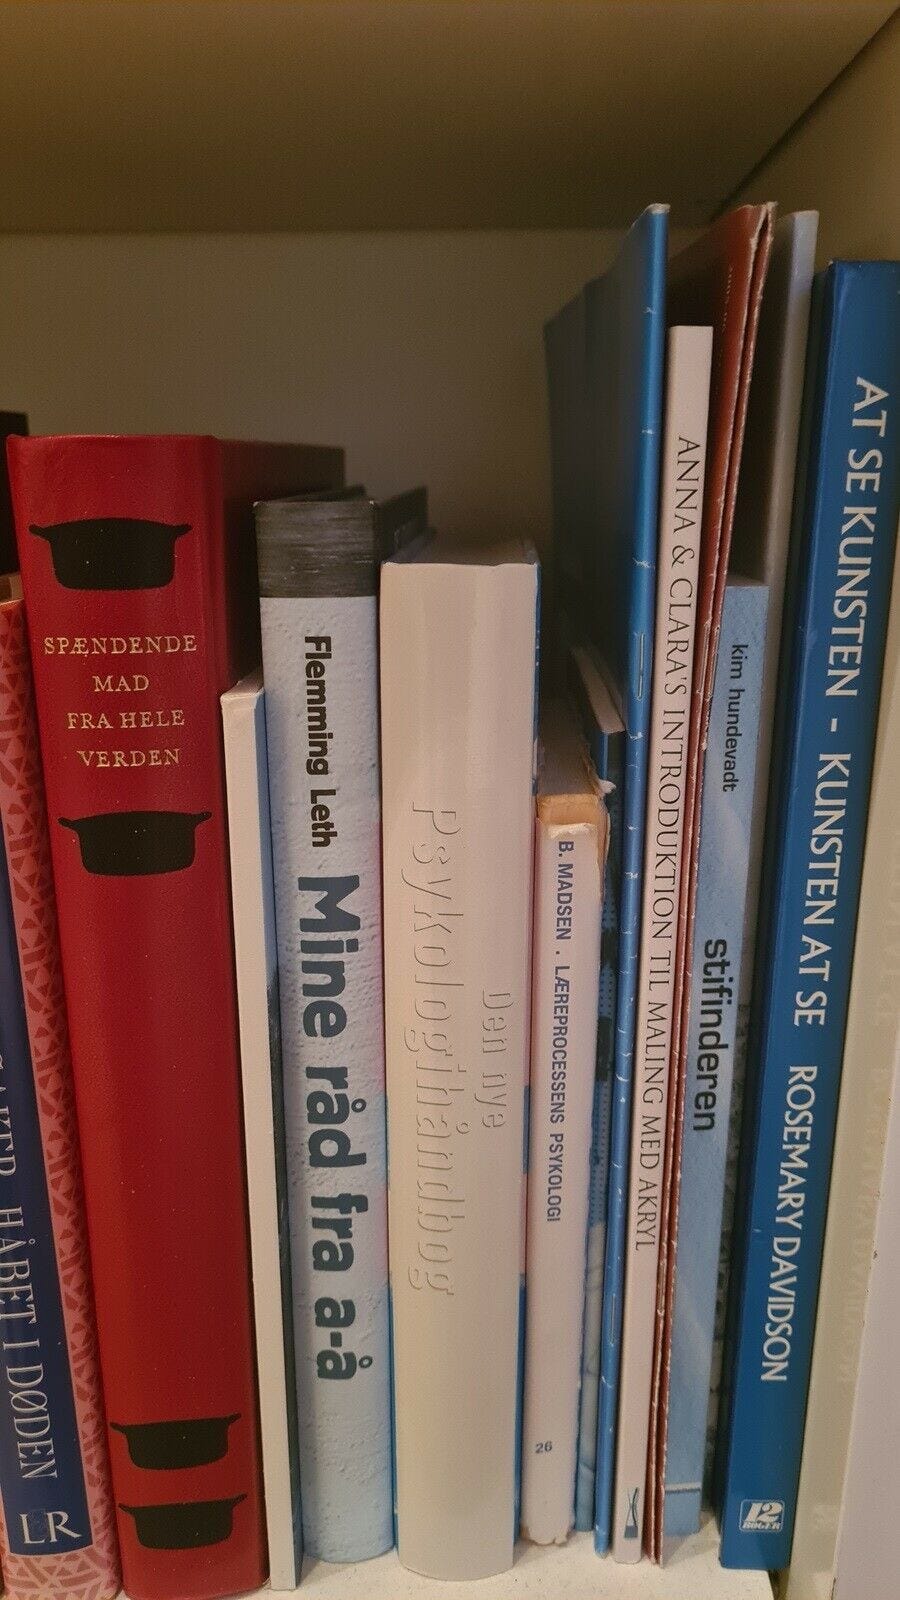 HÅBET I DØDEN
LR
SPÆNDENDE
MAD
FRA HELE
VERDEN
Flemming Leth Mine råd fra a-å
Den nye
Psykologihåndbog
B. MADSEN . LÆREPROCESSENS PSYKOLOGI
26
ANNA & CLARA'S INTRODUKTION TIL MALING MED AKRYL
kim hundevadt
stifinderen
AT SE KUNSTEN - KUNSTEN AT SE ROSEMARY DAVIDSON
12
BØGER